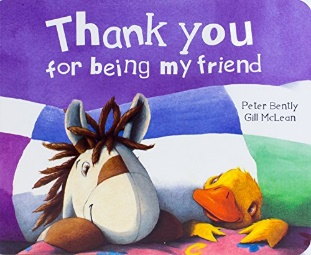 Thank you
for being my friend
Peter Bently
Gill McLean